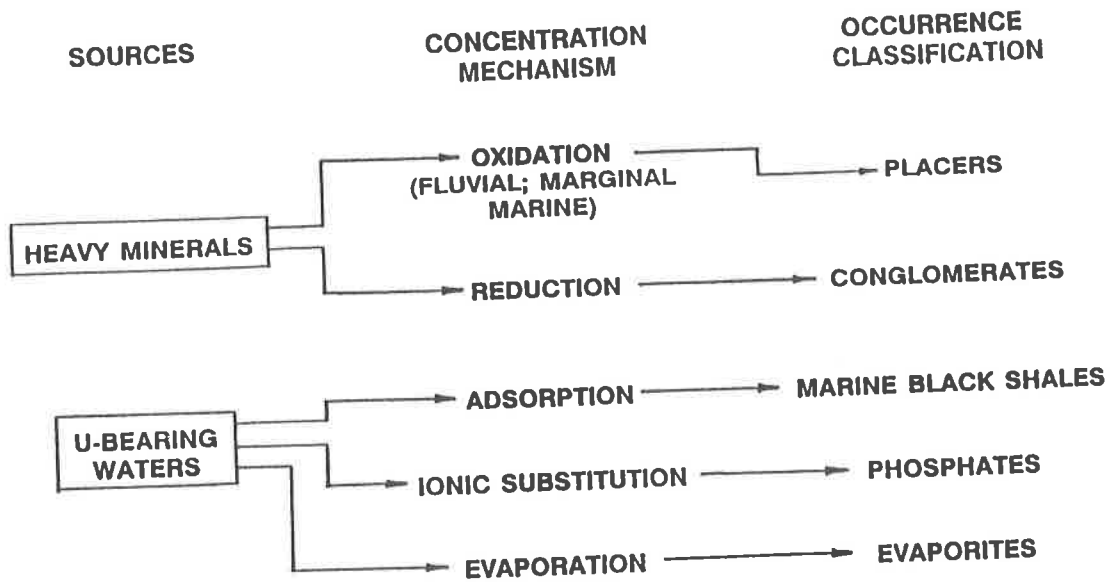 SOURCES
CONCENTRATION
MECHANISM
OCCURRENCE
CLASSIFICATION
HEAVY MINERALS
OXIDATION
(FLUVIAL; MARGINAL
MARINE)
PLACERS
REDUCTION
CONGLOMERATES
U-BEARING
WATERS
ADSORPTION
MARINE BLACK SHALES
IONIC SUBSTITUTION
PHOSPHATES
EVAPORATION
EVAPORITES